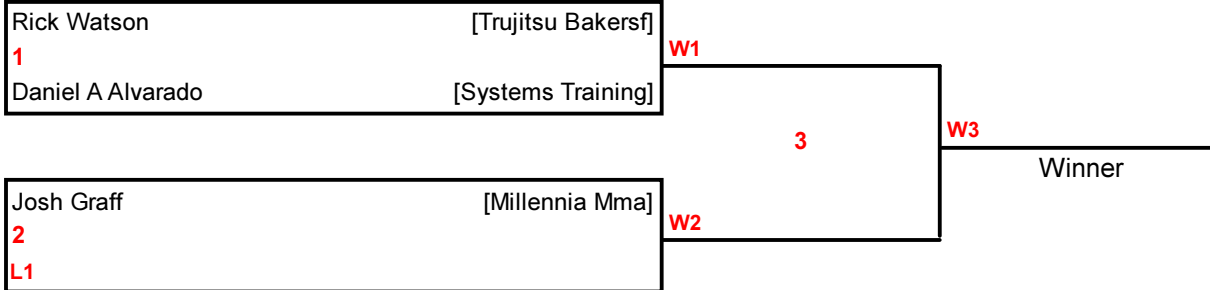 Rick Watson [Trujitsu Bakersf]
1
W1
Daniel A Alvarado [Systems Training]
3
W3
Winner
Josh Graff [Millennia Mma]
2
W2
L1